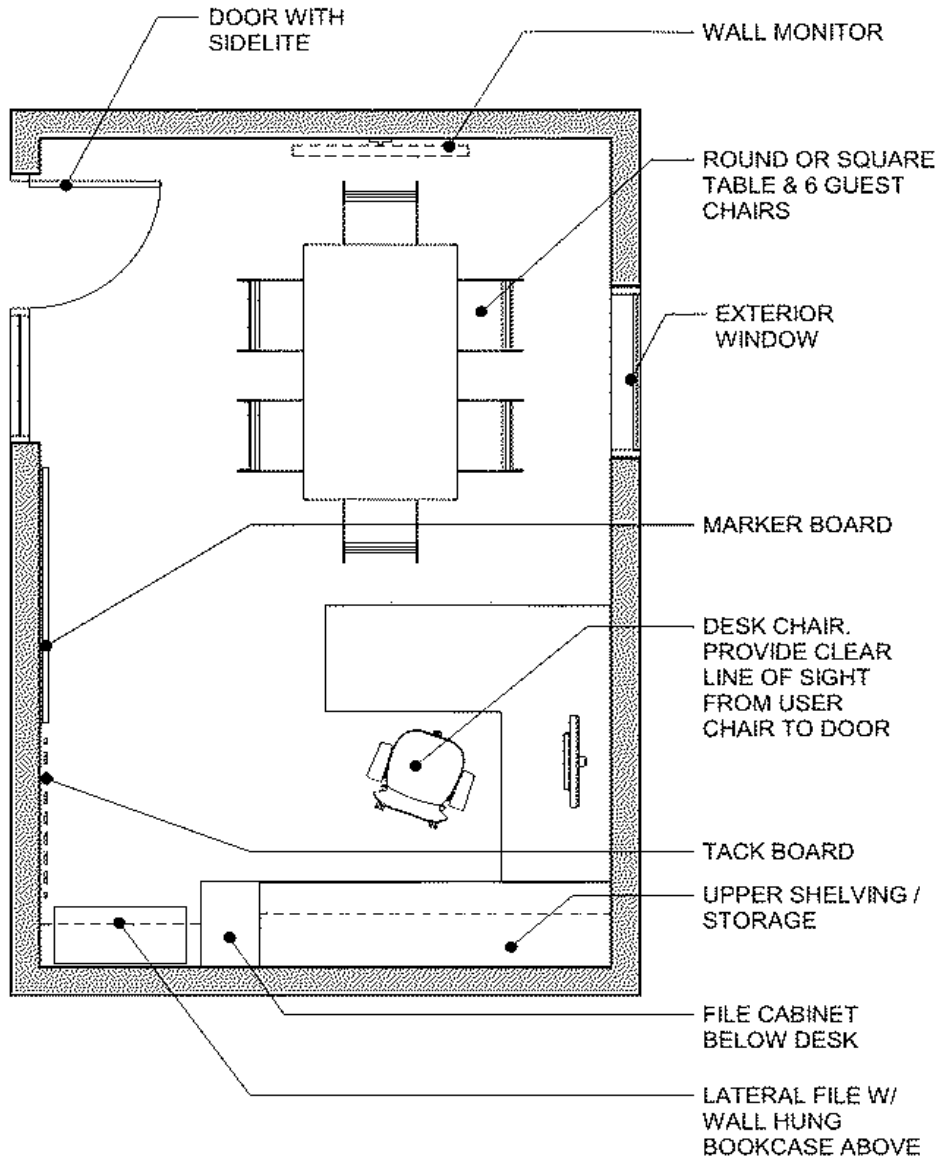 DOOR WITH
SIDELITE
WALL MONITOR
ROUND OR SQUARE
TABLE & 6 GUEST
CHAIRS
EXTERIOR
WINDOW
MARKER BOARD
DESK CHAIR.
PROVIDE CLEAR
LINE OF SIGHT
FROM USER
CHAIR TO DOOR
TACK BOARD
UPPER SHELVING /
STORAGE
FILE CABINET
BELOW DESK
LATERAL FILE W/
WALL HUNG
BOOKCASE ABOVE